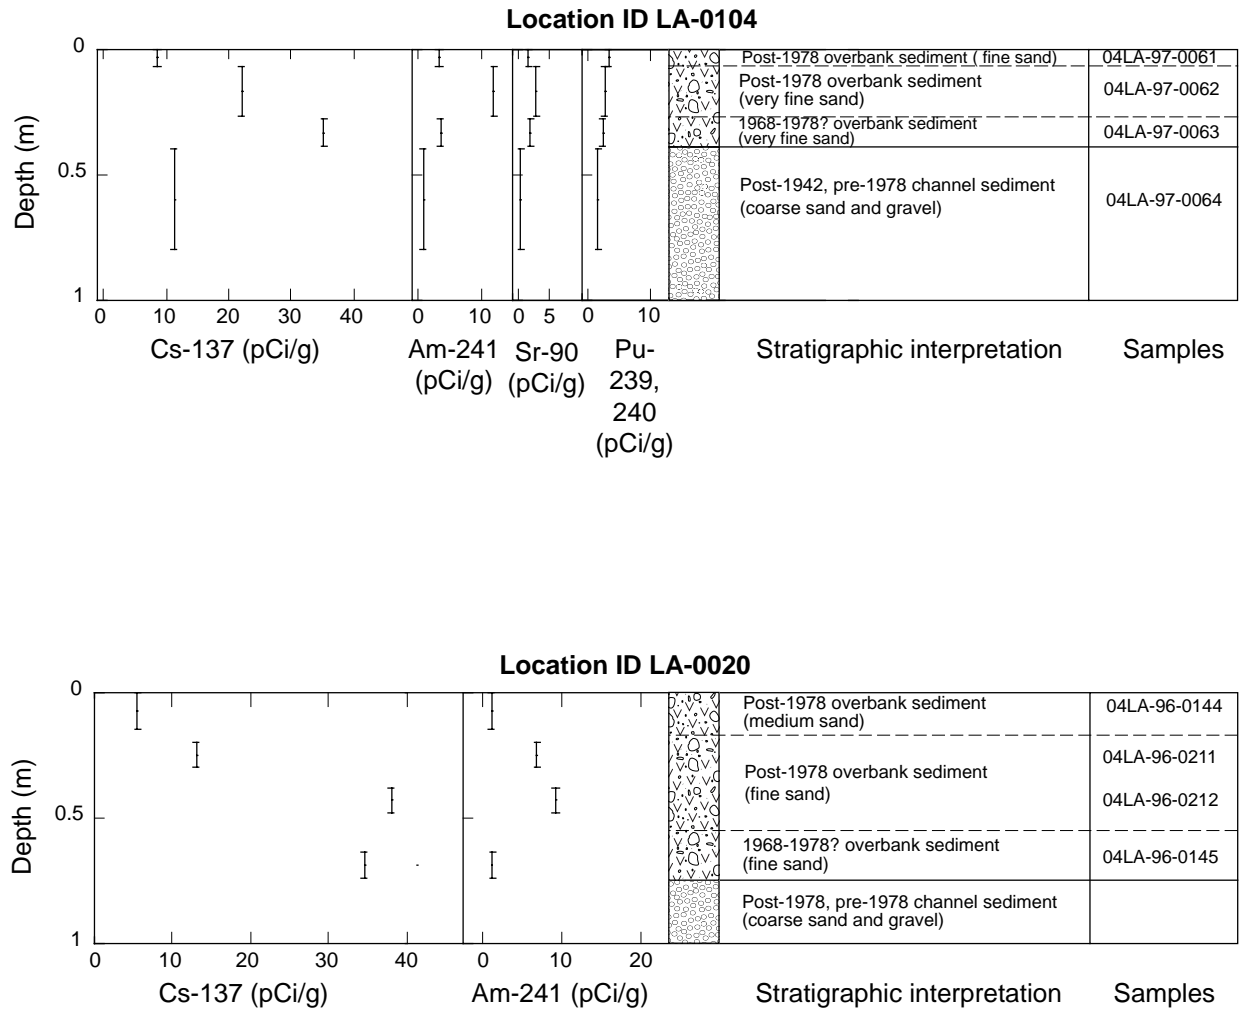 Location ID LA-0104
0
Post-1978 overbank sediment ( fine sand)
04LA-97-0061
Post-1978 overbank sediment
(very fine sand)
04LA-97-0062
1968-1978? overbank sediment
(very fine sand)
04LA-97-0063
0.5
Depth (m)
Post-1942, pre-1978 channel sediment
(coarse sand and gravel)
04LA-97-0064
1
0 10 20 30 40 0 10 0 5 0 10
Cs-137 (pCi/g)
Am-241
(pCi/g)
Sr-90
(pCi/g)
Pu-
239,
240
(pCi/g)
Stratigraphic interpretation
Samples
Location ID LA-0020
0
Post-1978 overbank sediment
(medium sand)
04LA-96-0144
04LA-96-0211
Post-1978 overbank sediment
(fine sand)
04LA-96-0212
0.5
Depth (m)
1968-1978? overbank sediment
(fine sand)
04LA-96-0145
Post-1978, pre-1978 channel sediment
(coarse sand and gravel)
1
0 10 20 30 40 0 10 20
Cs-137 (pCi/g)
Am-241 (pCi/g)
Stratigraphic interpretation
Samples